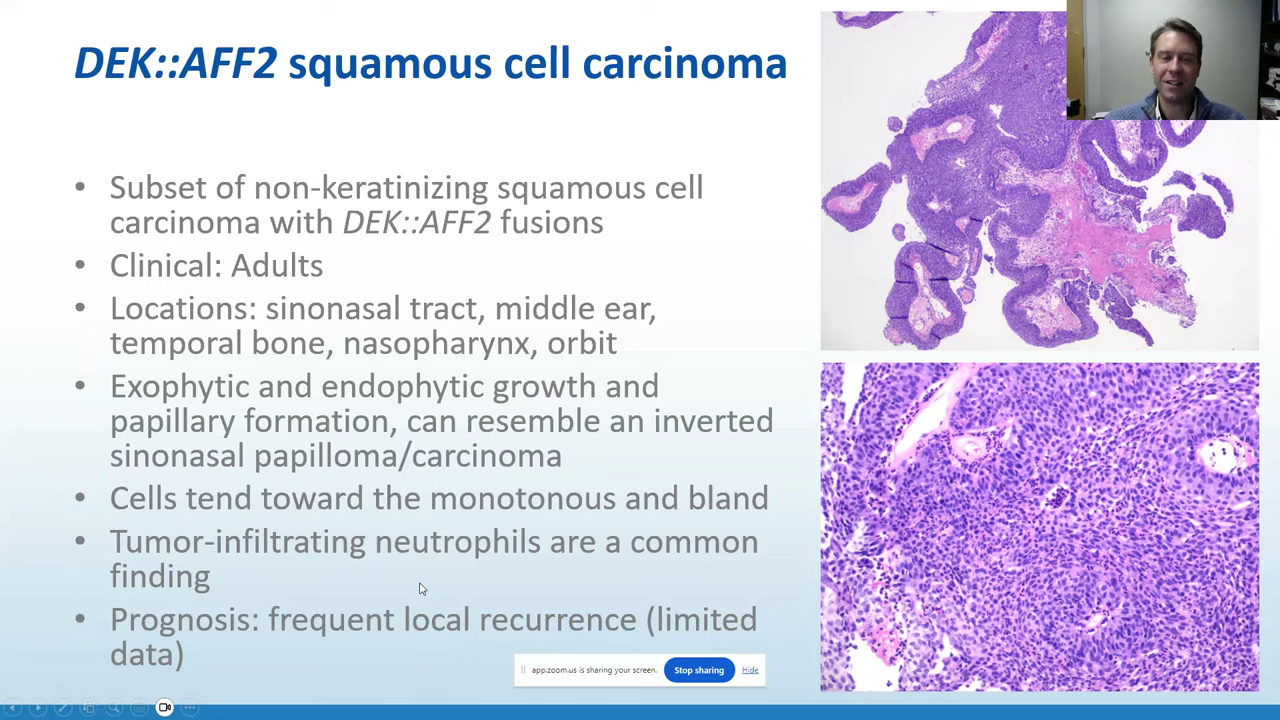 DEK::AFF2 squamous cell carcinoma
• Subset of non-keratinizing squamous cell
carcinoma with DEK::AFF2 fusions
• Clinical: Adults
• Locations: sinonasal tract, middle ear,
temporal bone, nasopharynx, orbit
• Exophytic and endophytic growth and
papillary formation, can resemble an inverted
sinonasal papilloma/carcinoma
• Cells tend toward the monotonous and bland
• Tumor-infiltrating neutrophils are a common
finding
• Prognosis: frequent local recurrence (limited
data)
app.zoom.us is sharing your screen. Stop sharing Hide